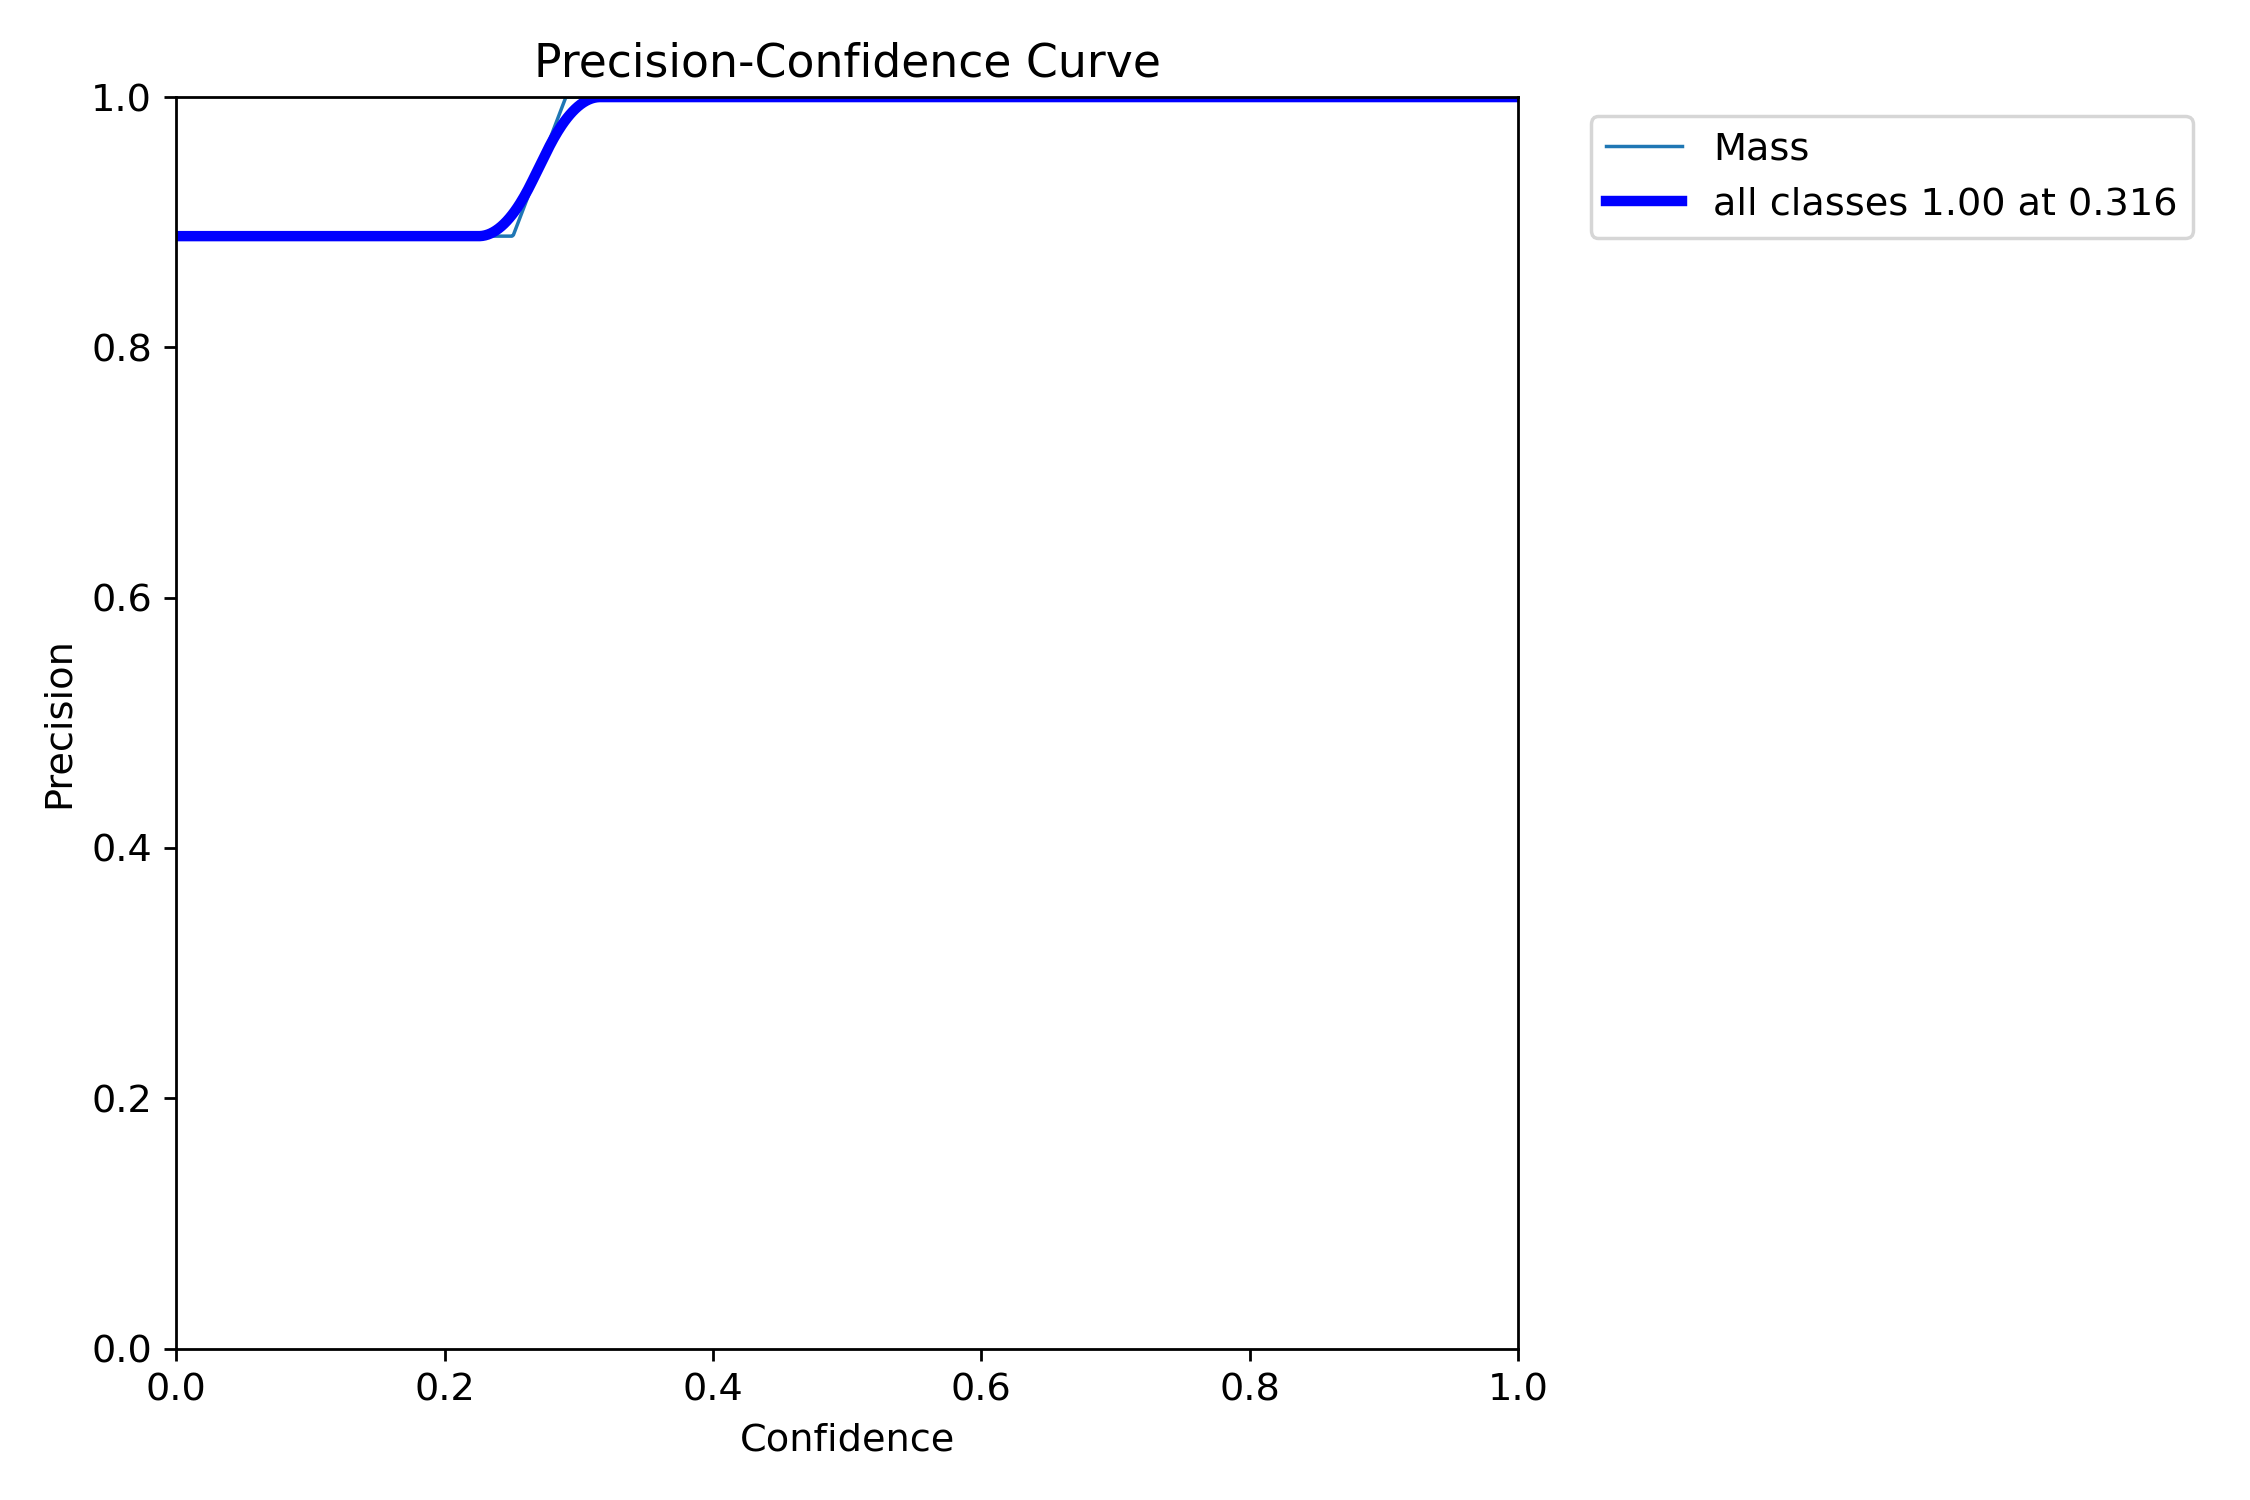 Precision-Confidence Curve
Mass
all classes 1.00 at 0.316
1.0
0.8
0.6
0.4
0.2
0.0
Precision
0.0 0.2 0.4 0.6 0.8 1.0
Confidence